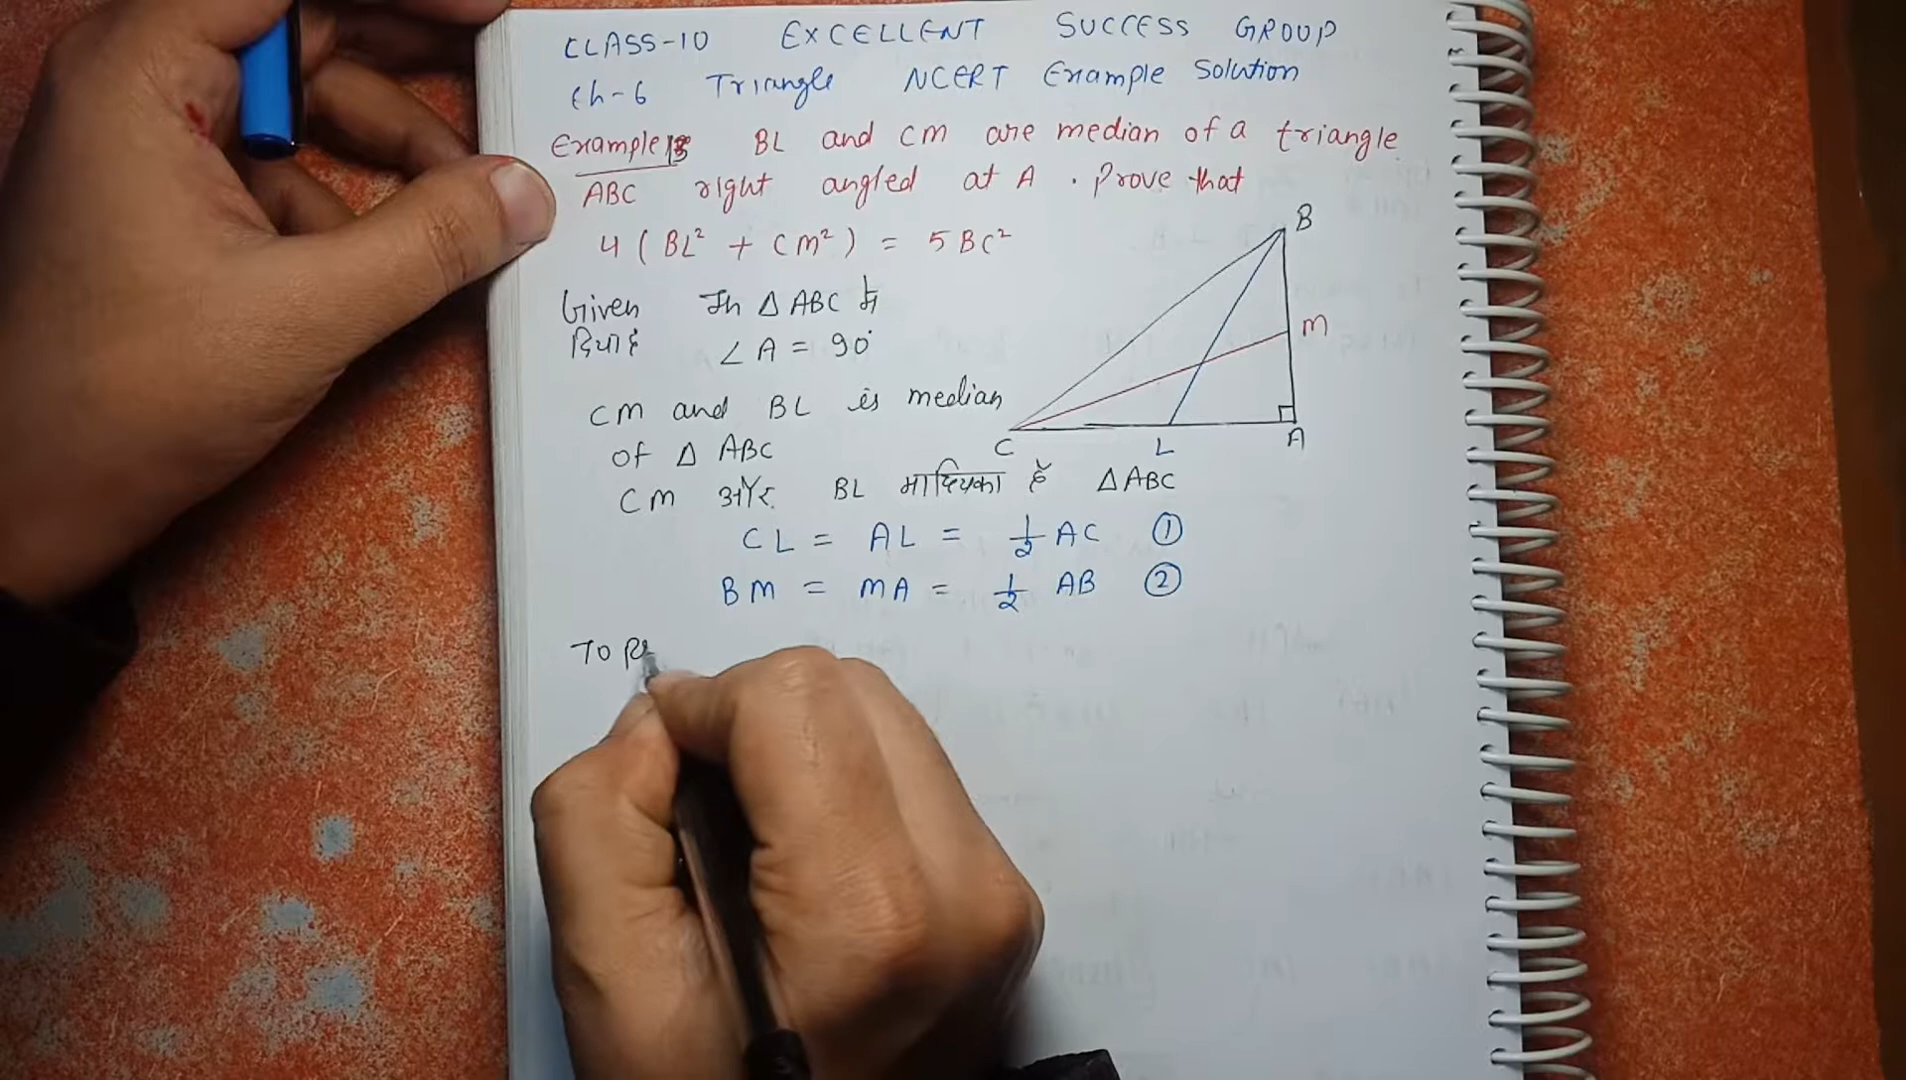 CLASS-10 EXCELLENT SUCCESS GROUP
Ch-6 Triangle NCERT Example Solution
Example 13 BL and CM are median of a triangle
ABC right angled at A . Prove that
4 ( BL² + CM² ) = 5 BC²
Given In △ ABC में
दिया है ∠A = 90°
CM and BL is median
of △ ABC
CM और BL माध्यिका है △ABC
CL = AL = 1/2 AC ①
BM = MA = 1/2 AB ②
To
B
M
A
L
C